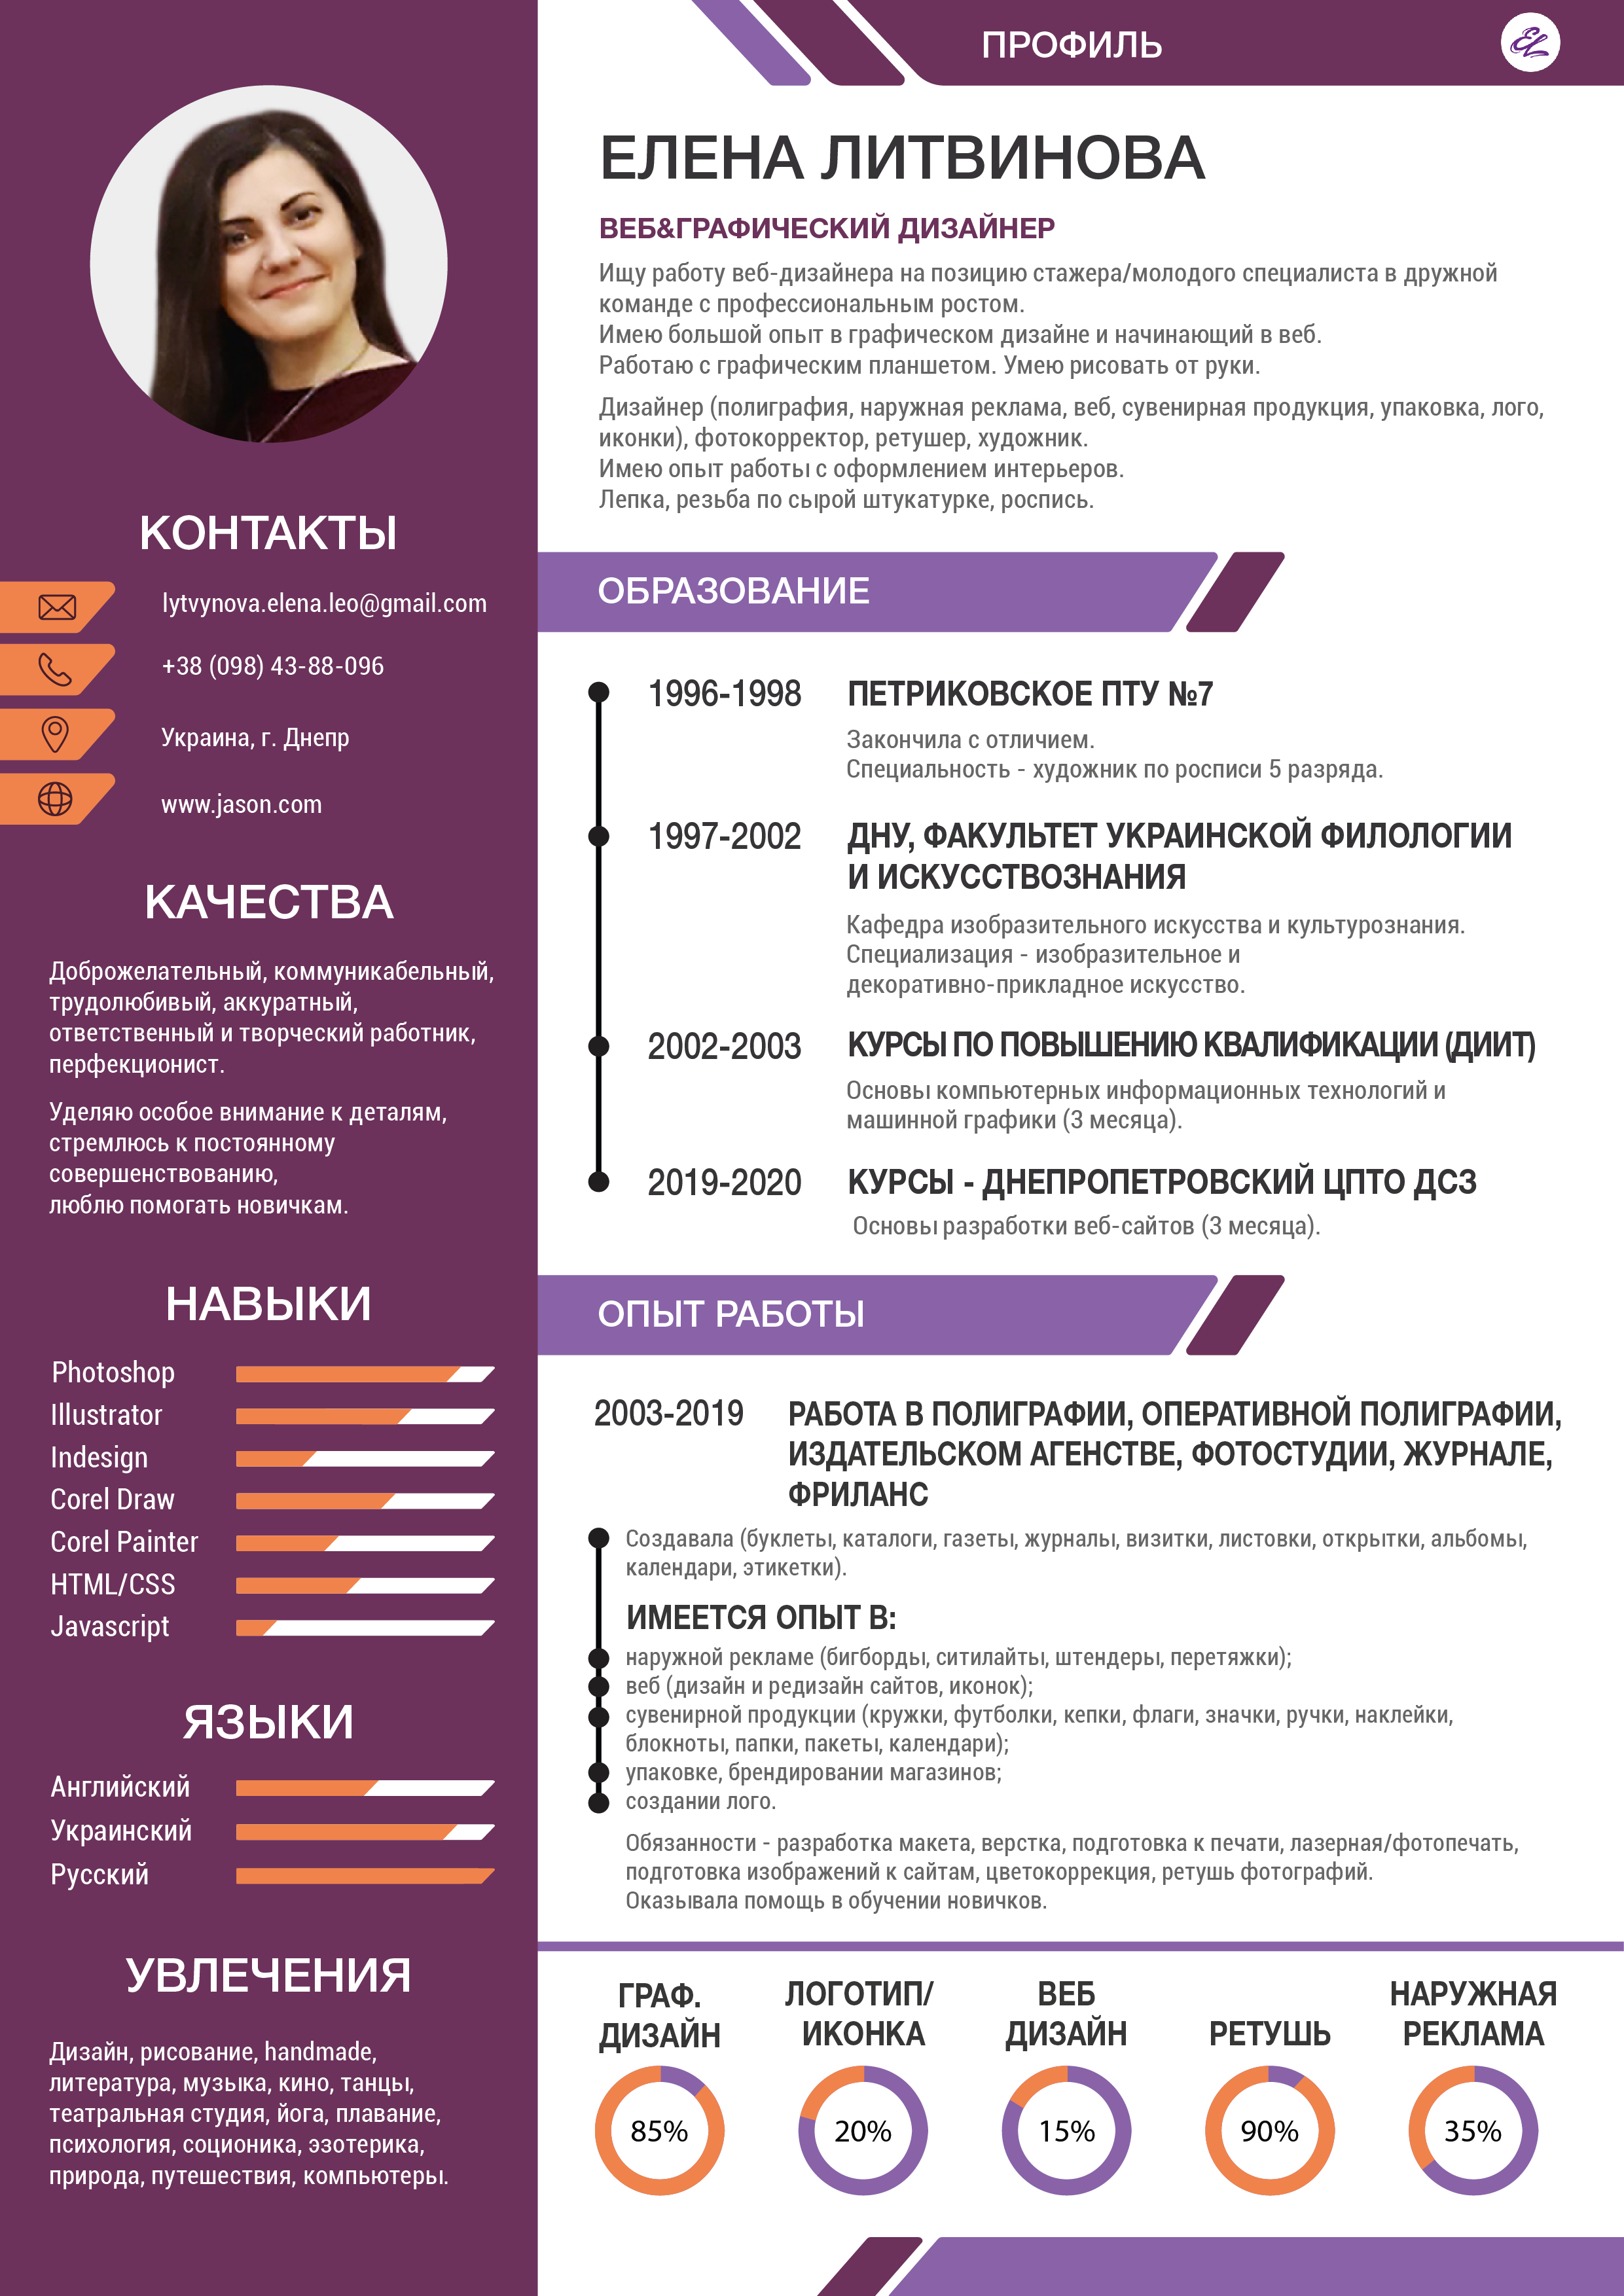 КОНТАКТЫ
lytvynova.elena.leo@gmail.com
+38 (098) 43-88-096
Украина, г. Днепр
www.jason.com
КАЧЕСТВА
Доброжелательный, коммуникабельный,
трудолюбивый, аккуратный,
ответственный и творческий работник,
перфекционист.
Уделяю особое внимание к деталям,
стремлюсь к постоянному
совершенствованию,
люблю помогать новичкам.
НАВЫКИ
Photoshop
Illustrator
Indesign
Corel Draw
Corel Painter
HTML/CSS
Javascript
ЯЗЫКИ
Английский
Украинский
Русский
УВЛЕЧЕНИЯ
Дизайн, рисование, handmade,
литература, музыка, кино, танцы,
театральная студия, йога, плавание,
психология, соционика, эзотерика,
природа, путешествия, компьютеры.
ПРОФИЛЬ
EL
ЕЛЕНА ЛИТВИНОВА
ВЕБ&ГРАФИЧЕСКИЙ ДИЗАЙНЕР
Ищу работу веб-дизайнера на позицию стажера/молодого специалиста в дружной
команде с профессиональным ростом.
Имею большой опыт в графическом дизайне и начинающий в веб.
Работаю с графическим планшетом. Умею рисовать от руки.
Дизайнер (полиграфия, наружная реклама, веб, сувенирная продукция, упаковка, лого,
иконки), фотокорректор, ретушер, художник.
Имею опыт работы с оформлением интерьеров.
Лепка, резьба по сырой штукатурке, роспись.
ОБРАЗОВАНИЕ
1996-1998 ПЕТРИКОВСКОЕ ПТУ №7
Закончила с отличием.
Специальность - художник по росписи 5 разряда.
1997-2002 ДНУ, ФАКУЛЬТЕТ УКРАИНСКОЙ ФИЛОЛОГИИ
И ИСКУССТВОЗНАНИЯ
Кафедра изобразительного искусства и культурознания.
Специализация - изобразительное и
декоративно-прикладное искусство.
2002-2003 КУРСЫ ПО ПОВЫШЕНИЮ КВАЛИФИКАЦИИ (ДИИТ)
Основы компьютерных информационных технологий и
машинной графики (3 месяца).
2019-2020 КУРСЫ - ДНЕПРОПЕТРОВСКИЙ ЦПТО ДСЗ
Основы разработки веб-сайтов (3 месяца).
ОПЫТ РАБОТЫ
2003-2019 РАБОТА В ПОЛИГРАФИИ, ОПЕРАТИВНОЙ ПОЛИГРАФИИ,
ИЗДАТЕЛЬСКОМ АГЕНСТВЕ, ФОТОСТУДИИ, ЖУРНАЛЕ,
ФРИЛАНС
Создавала (буклеты, каталоги, газеты, журналы, визитки, листовки, открытки, альбомы,
календари, этикетки).
ИМЕЕТСЯ ОПЫТ В:
наружной рекламе (бигборды, ситилайты, штендеры, перетяжки);
веб (дизайн и редизайн сайтов, иконок);
сувенирной продукции (кружки, футболки, кепки, флаги, значки, ручки, наклейки,
блокноты, папки, пакеты, календари);
упаковке, брендировании магазинов;
создании лого.
Обязанности - разработка макета, верстка, подготовка к печати, лазерная/фотопечать,
подготовка изображений к сайтам, цветокоррекция, ретушь фотографий.
Оказывала помощь в обучении новичков.
ГРАФ.
ДИЗАЙН
85%
ЛОГОТИП/
ИКОНКА
20%
ВЕБ
ДИЗАЙН
15%
РЕТУШЬ
90%
НАРУЖНАЯ
РЕКЛАМА
35%